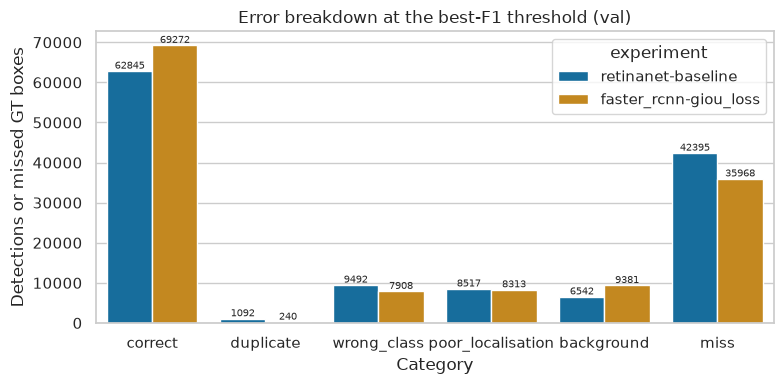 Error breakdown at the best-F1 threshold (val)
Detections or missed GT boxes
70000
60000
50000
40000
30000
20000
10000
0
experiment
retinanet-baseline
faster_rcnn-giou_loss
62845
69272
1092
240
9492
7908
8517
8313
6542
9381
42395
35968
correct duplicate wrong_class poor_localisation background miss
Category